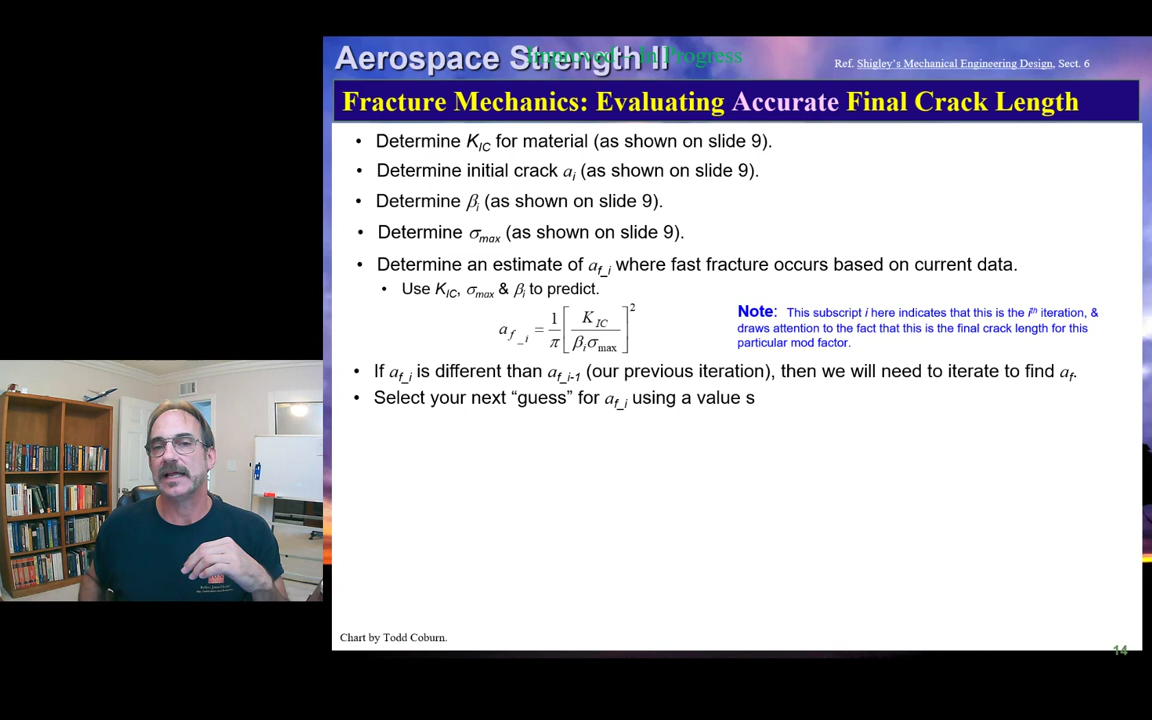 Aerospace Strength II
Improved – In Progress
Ref. Shigley's Mechanical Engineering Design, Sect. 6
Fracture Mechanics: Evaluating Accurate Final Crack Length
• Determine K_IC for material (as shown on slide 9).
• Determine initial crack a_i (as shown on slide 9).
• Determine β_i (as shown on slide 9).
• Determine σ_max (as shown on slide 9).
• Determine an estimate of a_f_i where fast fracture occurs based on current data.
• Use K_IC, σ_max & β_i to predict.
a_f_i = 1/π [K_IC / β_i σ_max]^2
Note: This subscript i here indicates that this is the i^th iteration, &
draws attention to the fact that this is the final crack length for this
particular mod factor.
• If a_f_i is different than a_f_i-1 (our previous iteration), then we will need to iterate to find a_f.
• Select your next “guess” for a_f_i using a value s
Chart by Todd Coburn.
14